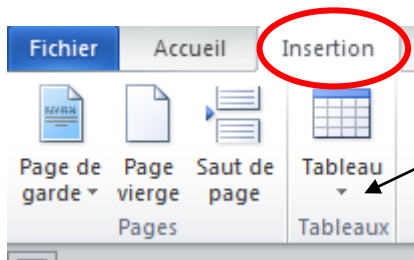 Fichier Accueil Insertion
Page de garde Page vierge Saut de page Tableau
Pages Tableaux